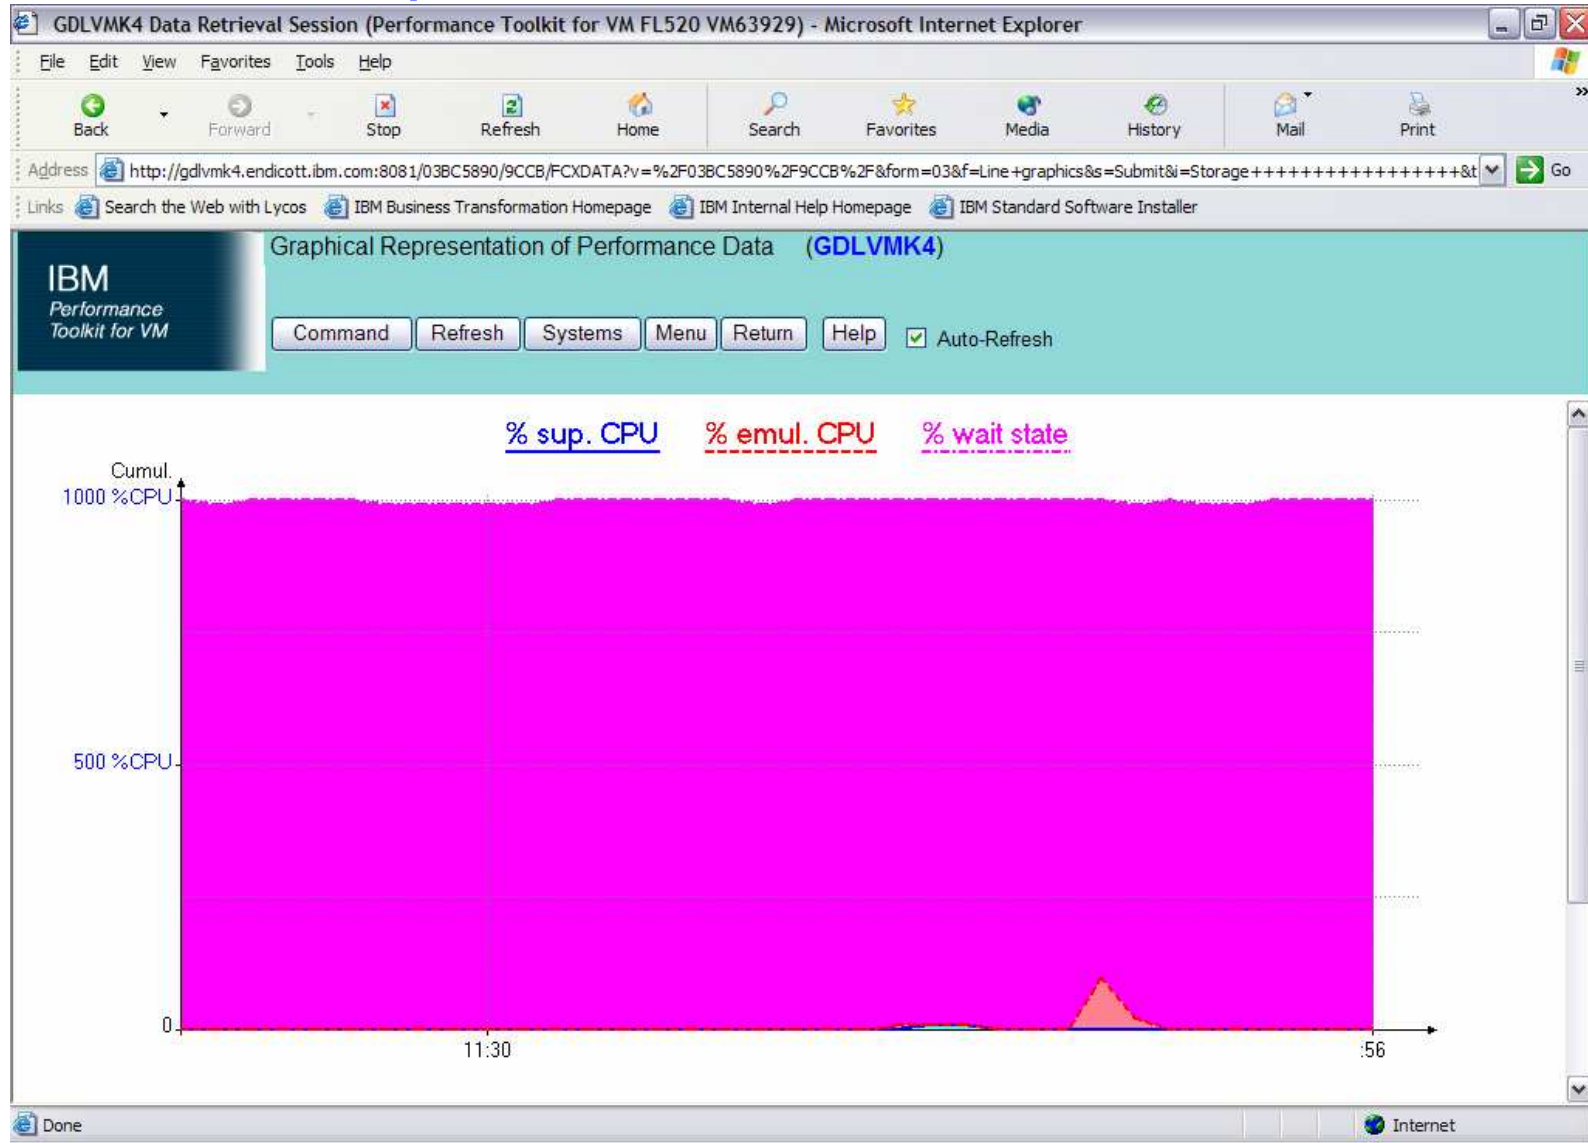 GDLVMK4 Data Retrieval Session (Performance Toolkit for VM FL520 VM63929) - Microsoft Internet Explorer
File Edit View Favorites Tools Help
Back Forward Stop Refresh Home Search Favorites Media History Mail Print
Address http://gdlvmk4.endicott.ibm.com:8081/03BC5890/9CCB/FCXDATA?v=%2F03BC5890%2F9CCB%2F&form=03&f=Line+graphics&s=Submit&i=Storage+++++++++++++++++&t Go
Links Search the Web with Lycos IBM Business Transformation Homepage IBM Internal Help Homepage IBM Standard Software Installer
Graphical Representation of Performance Data (GDLVMK4)
IBM
Performance
Toolkit for VM
Command Refresh Systems Menu Return Help Auto-Refresh
% sup. CPU % emul. CPU % wait state
Cumul.
1000 %CPU
500 %CPU
0
11:30 :56
Done Internet